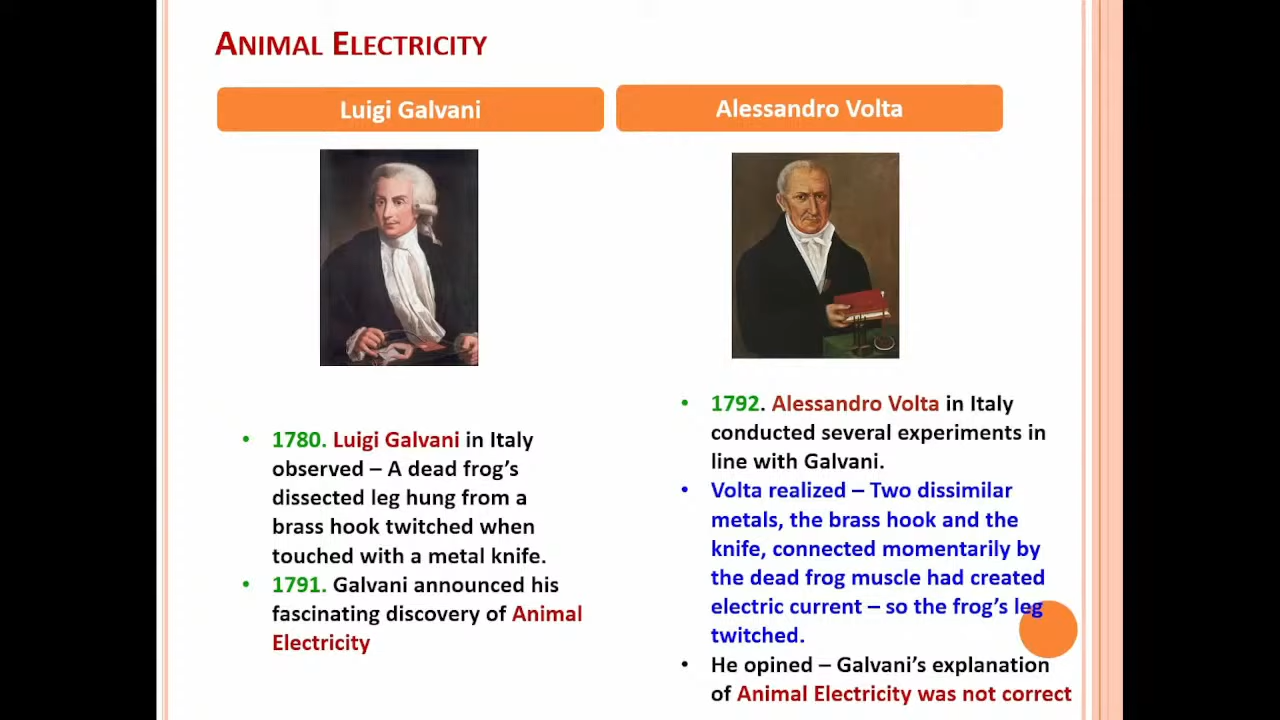 ANIMAL ELECTRICITY
Luigi Galvani
• 1780. Luigi Galvani in Italy
observed – A dead frog's
dissected leg hung from a
brass hook twitched when
touched with a metal knife.
• 1791. Galvani announced his
fascinating discovery of Animal
Electricity
Alessandro Volta
• 1792. Alessandro Volta in Italy
conducted several experiments in
line with Galvani.
• Volta realized – Two dissimilar
metals, the brass hook and the
knife, connected momentarily by
the dead frog muscle had created
electric current – so the frog's leg
twitched.
• He opined – Galvani's explanation
of Animal Electricity was not correct